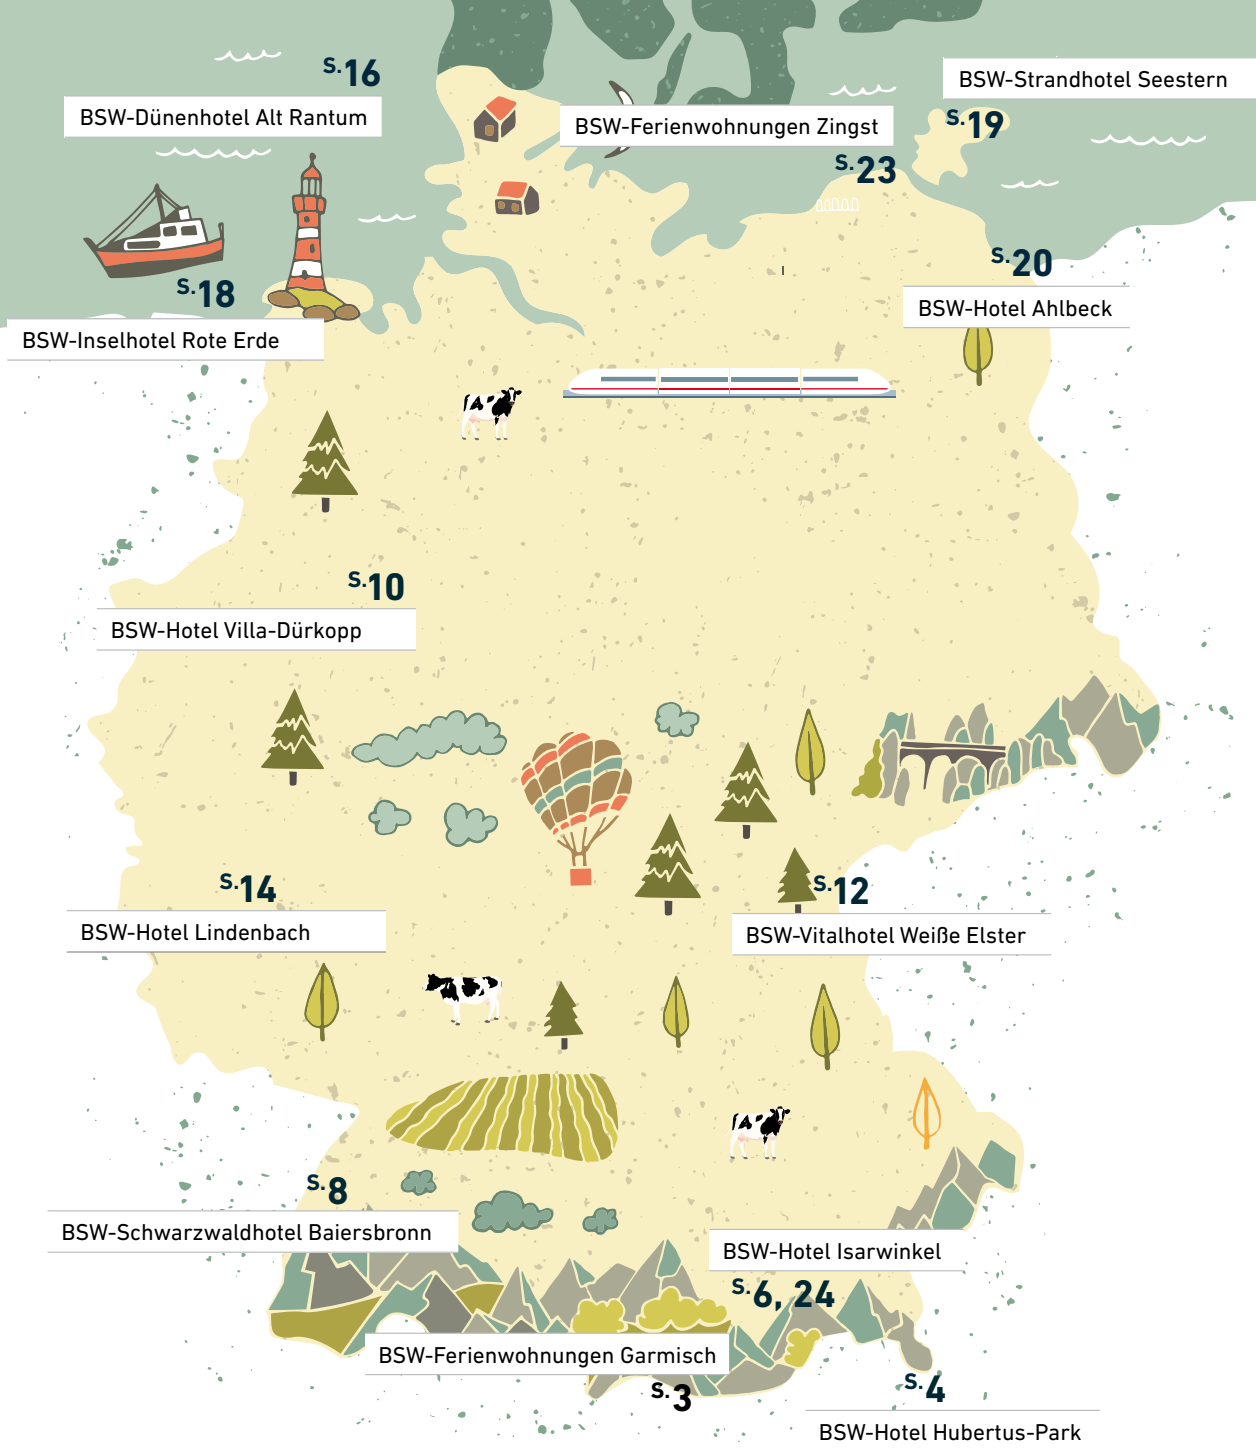 S.16
BSW-Dünenhotel Alt Rantum
BSW-Strandhotel Seestern
S.19
BSW-Ferienwohnungen Zingst
S.23
S.20
BSW-Hotel Ahlbeck
S.18
BSW-Inselhotel Rote Erde
S.10
BSW-Hotel Villa-Dürkopp
S.14
BSW-Hotel Lindenbach
S.12
BSW-Vitalhotel Weiße Elster
S.8
BSW-Schwarzwaldhotel Baiersbronn
BSW-Hotel Isarwinkel
S.6, 24
BSW-Ferienwohnungen Garmisch
S.3
S.4
BSW-Hotel Hubertus-Park